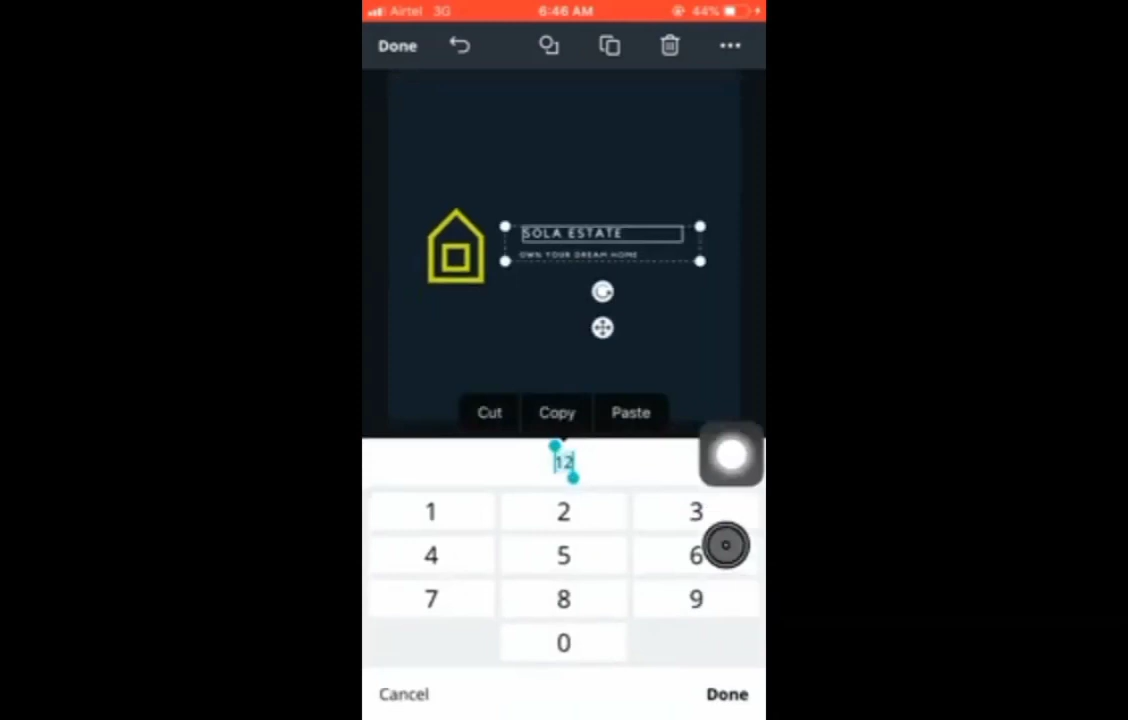 Airtel 3G 6:46 AM 44%
Done
SOLA ESTATE
OWN YOUR DREAM HOME
Cut Copy Paste
12
1 2 3
4 5 6
7 8 9
0
Cancel Done